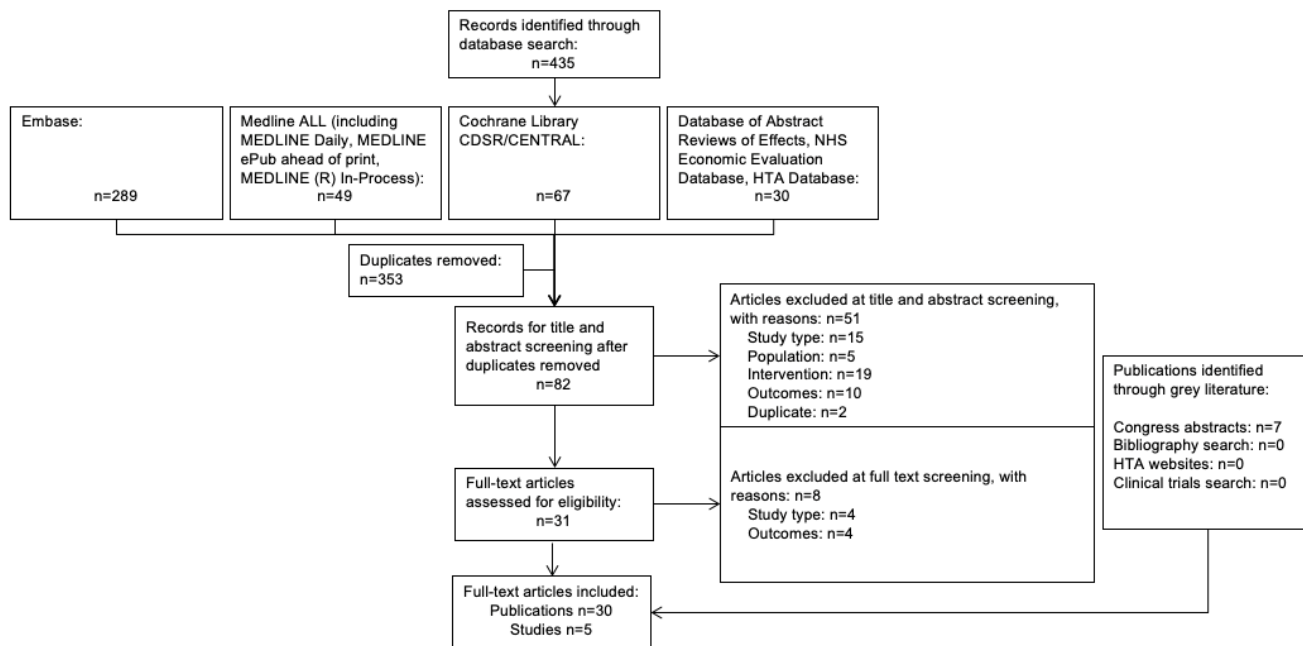 Records identified through
database search:
n=435
Embase:
n=289
Medline ALL (including
MEDLINE Daily, MEDLINE
ePub ahead of print,
MEDLINE (R) In-Process):
n=49
Cochrane Library
CDSR/CENTRAL:
n=67
Database of Abstract
Reviews of Effects, NHS
Economic Evaluation
Database, HTA Database:
n=30
Duplicates removed:
n=353
Records for title and
abstract screening after
duplicates removed
n=82
Articles excluded at title and abstract screening,
with reasons: n=51
Study type: n=15
Population: n=5
Intervention: n=19
Outcomes: n=10
Duplicate: n=2
Publications identified
through grey literature:
Congress abstracts: n=7
Bibliography search: n=0
HTA websites: n=0
Clinical trials search: n=0
Full-text articles
assessed for eligibility:
n=31
Articles excluded at full text screening, with
reasons: n=8
Study type: n=4
Outcomes: n=4
Full-text articles included:
Publications n=30
Studies n=5